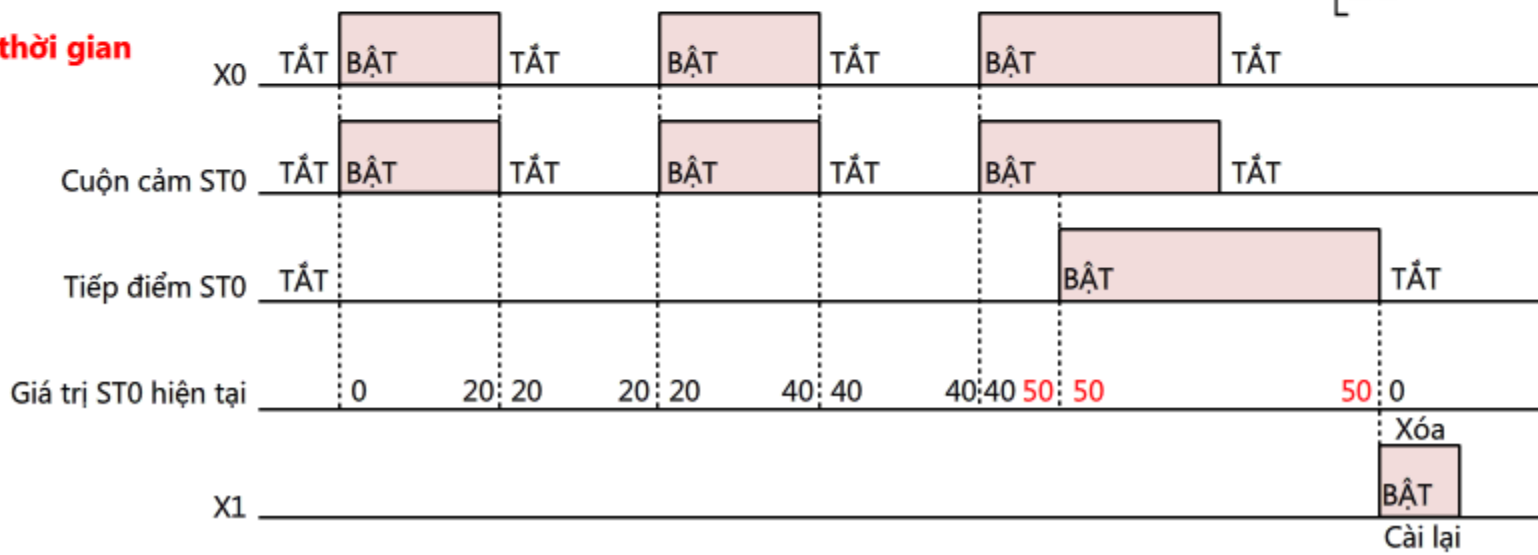 thời gian
X0 TẮT BẬT TẮT BẬT TẮT BẬT TẮT
Cuộn cảm ST0 TẮT BẬT TẮT BẬT TẮT BẬT TẮT
Tiếp điểm ST0 TẮT BẬT TẮT
Giá trị ST0 hiện tại 0 20 20 20 20 40 40 40 40 50 50 50 0
Xóa
X1 BẬT
Cài lại